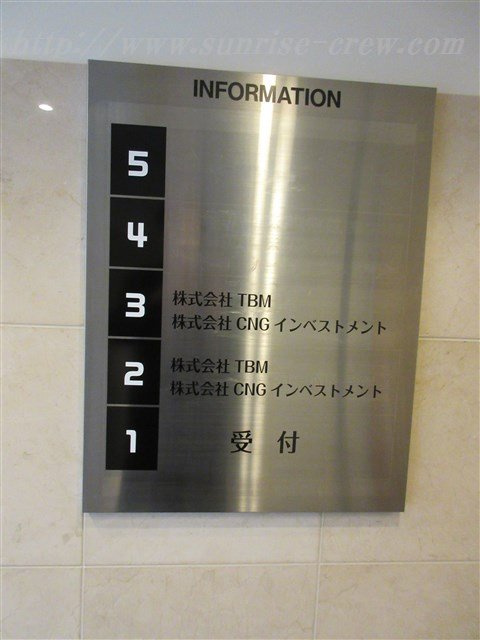 http://www.sunrise-crew.com
INFORMATION
5
4
3 株式会社 TBM
株式会社 CNG インベストメント
2 株式会社 TBM
株式会社 CNG インベストメント
1 受付